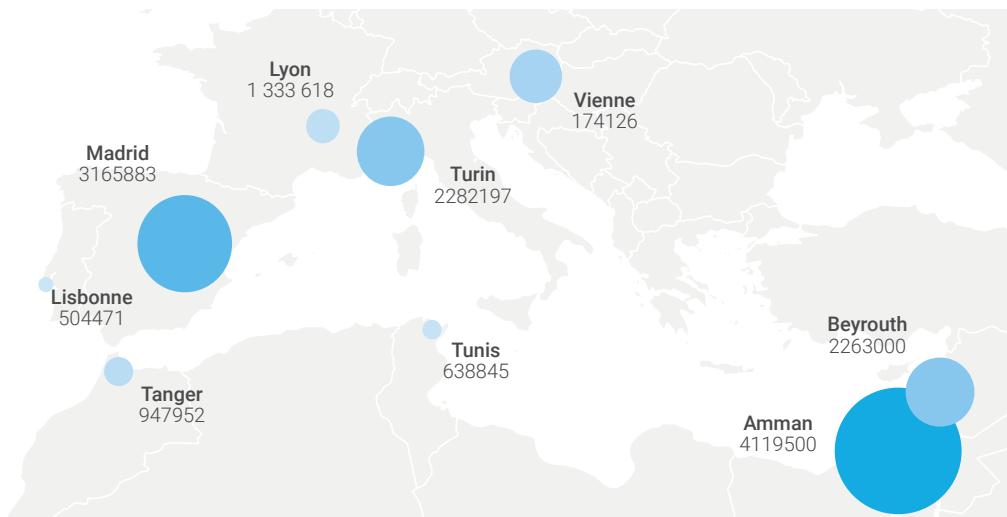 Lyon
1 333 618
Vienne
174126
Madrid
3165883
Turin
2282197
Lisbonne
504471
Beyrouth
2263000
Tunis
638845
Tanger
947952
Amman
4119500